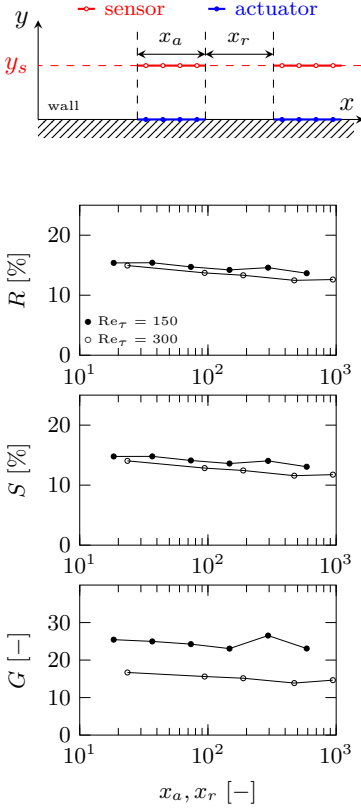 sensor actuator
y
x_a x_r
y_s
wall
x
20
10
0
R [%]
Re_τ = 150
Re_τ = 300
10^1 10^2 10^3
20
10
0
S [%]
10^1 10^2 10^3
30
20
10
0
G [−]
10^1 10^2 10^3
x_a, x_r [−]